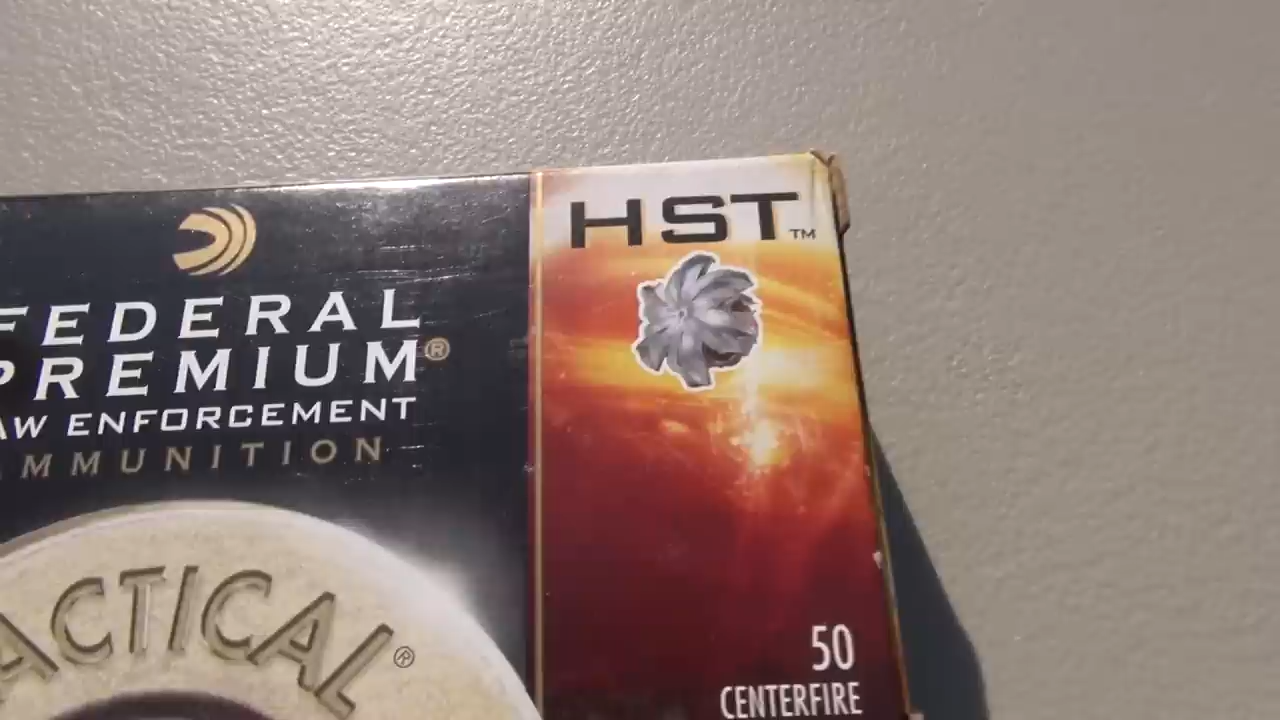 FEDERAL
PREMIUM®
LAW ENFORCEMENT
AMMUNITION
TACTICAL®
HST™
50
CENTERFIRE